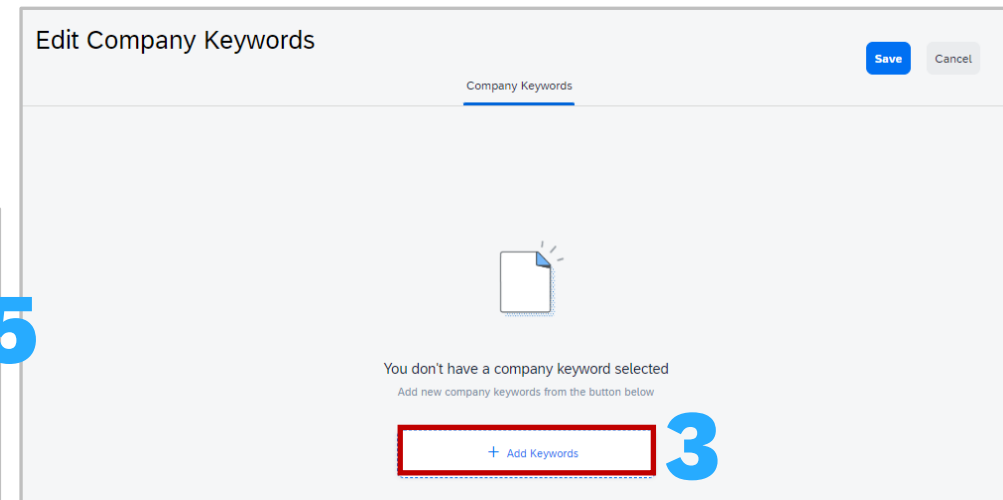 Edit Company Keywords
Save
Cancel
Company Keywords
5
You don't have a company keyword selected
Add new company keywords from the button below
+ Add Keywords
3